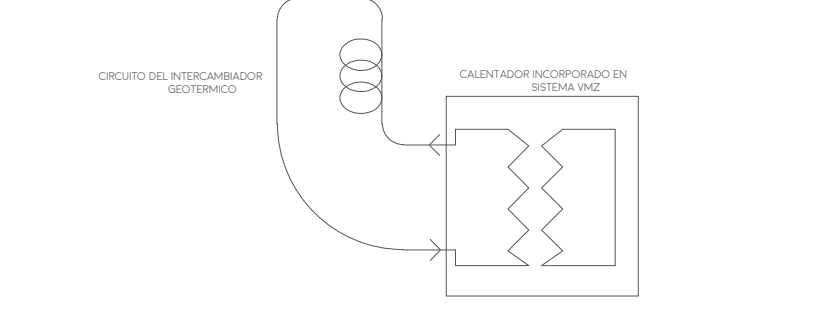 CIRCUITO DEL INTERCAMBIADOR
GEOTERMICO
CALENTADOR INCORPORADO EN
SISTEMA VMZ